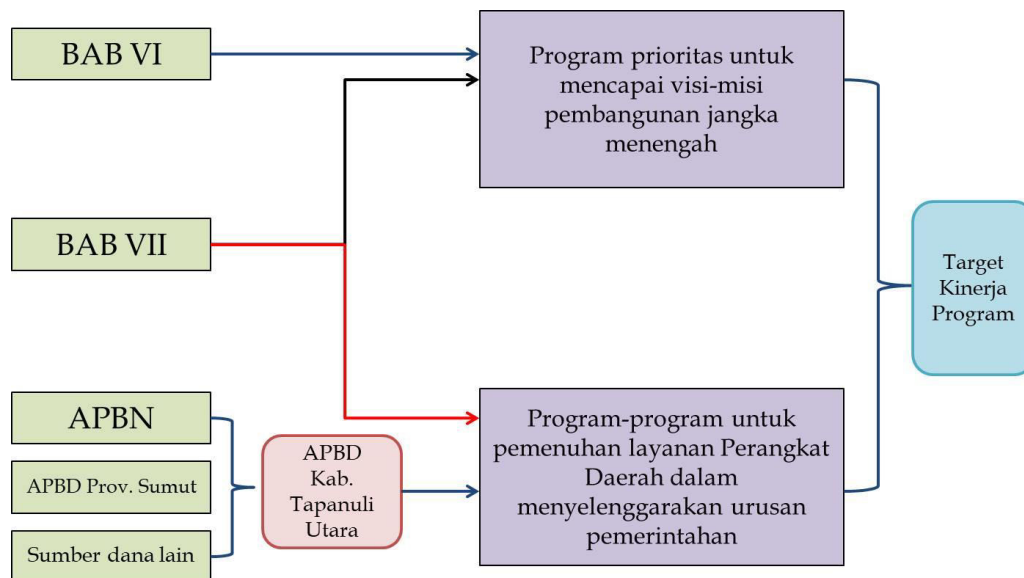 BAB VI
Program prioritas untuk
mencapai visi-misi
pembangunan jangka
menengah
BAB VII
Target
Kinerja
Program
APBN
APBD Prov. Sumut
Sumber dana lain
APBD
Kab.
Tapanuli
Utara
Program-program untuk
pemenuhan layanan Perangkat
Daerah dalam
menyelenggarakan urusan
pemerintahan